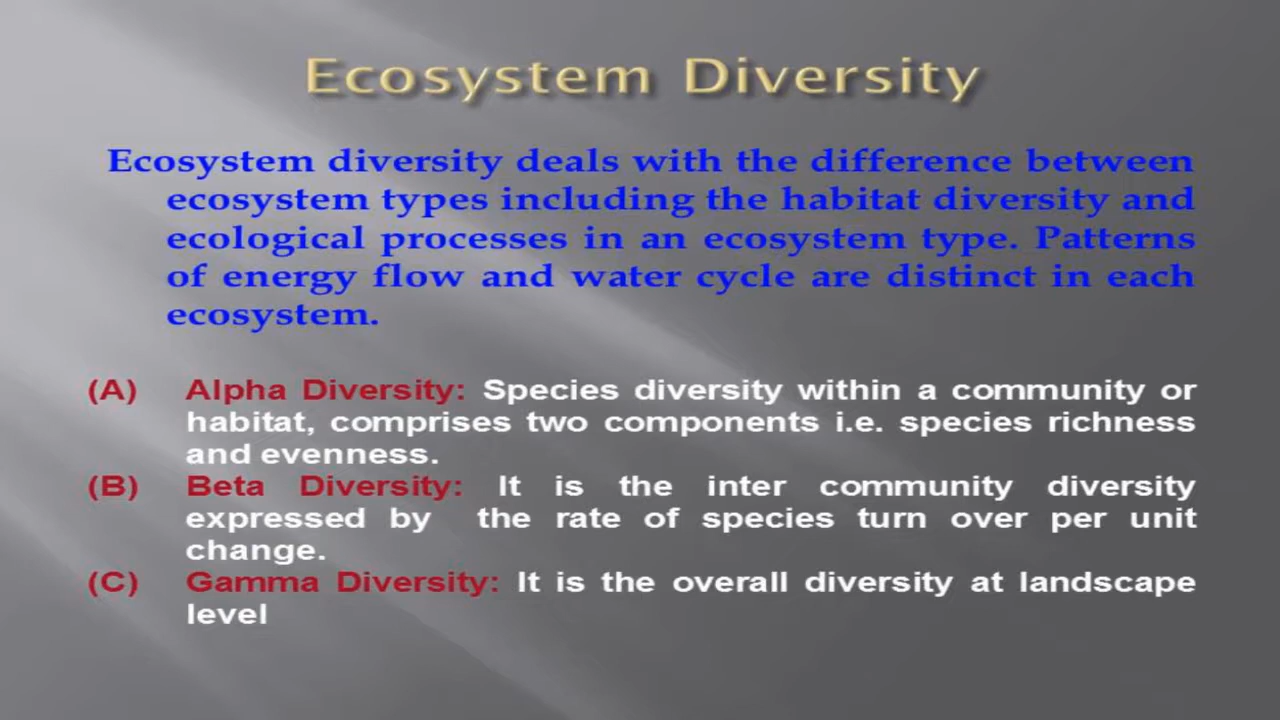 Ecosystem Diversity
Ecosystem diversity deals with the difference between
ecosystem types including the habitat diversity and
ecological processes in an ecosystem type. Patterns
of energy flow and water cycle are distinct in each
ecosystem.
(A) Alpha Diversity: Species diversity within a community or
habitat, comprises two components i.e. species richness
and evenness.
(B) Beta Diversity: It is the inter community diversity
expressed by the rate of species turn over per unit
change.
(C) Gamma Diversity: It is the overall diversity at landscape
level